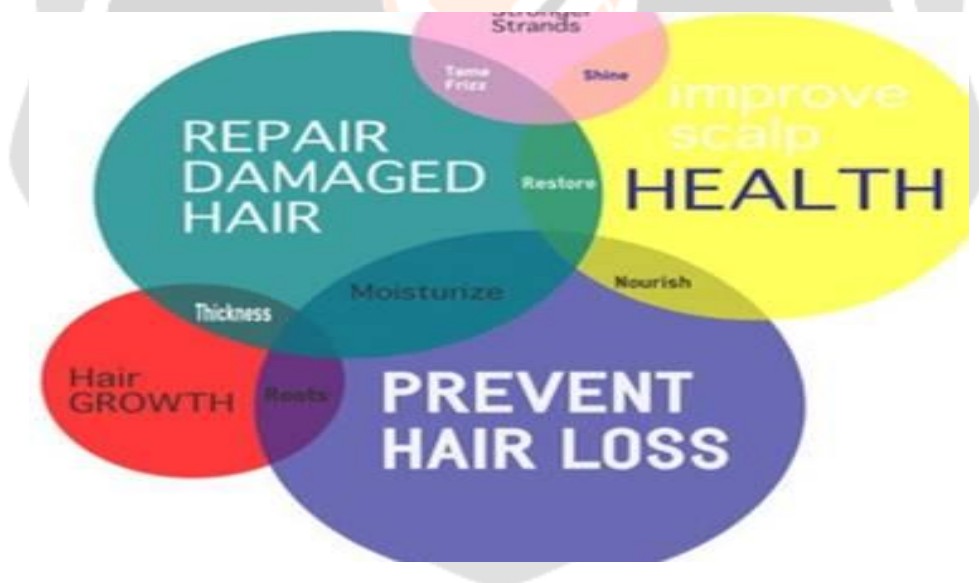 Stronger
Strands
Tame
Frizz
Shine
improve
scalp
HEALTH
REPAIR
DAMAGED
HAIR
Restore
Moisturize
Nourish
Thickness
Hair
GROWTH
Roots
PREVENT
HAIR LOSS